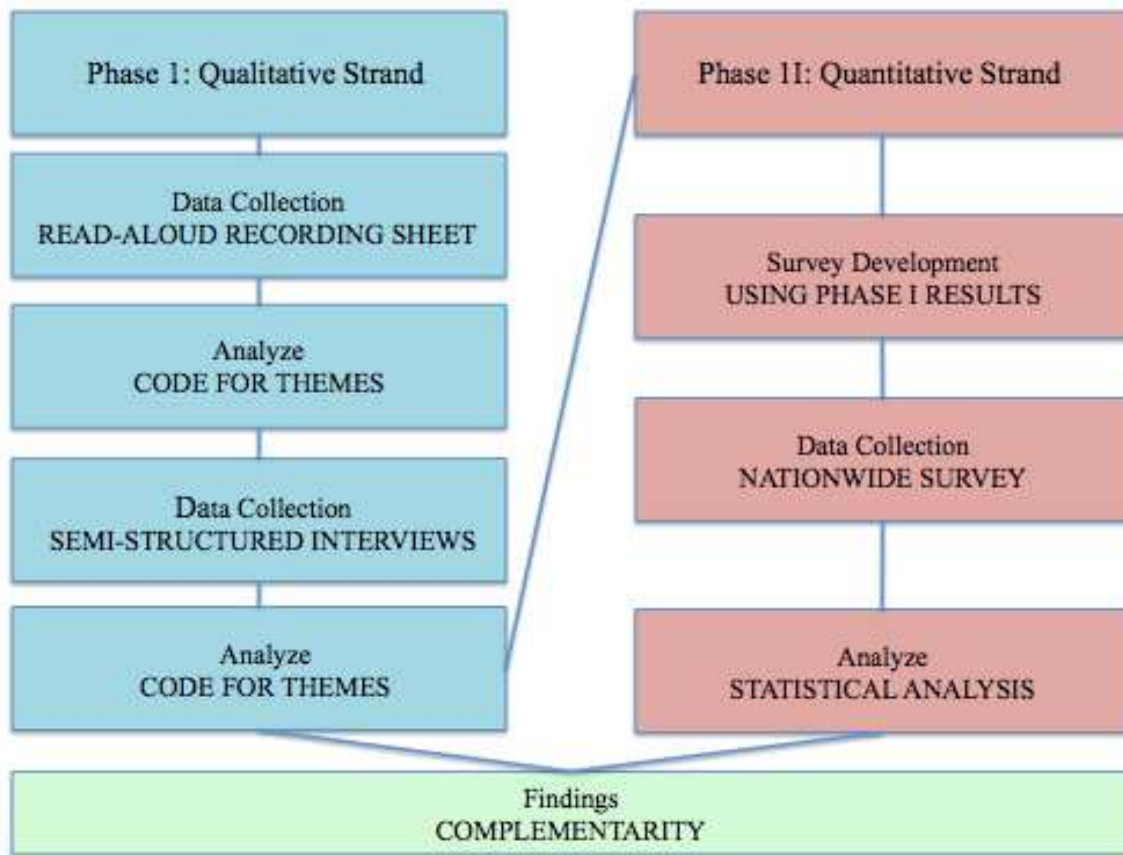 Phase 1: Qualitative Strand
Data Collection
READ-ALOUD RECORDING SHEET
Analyze
CODE FOR THEMES
Data Collection
SEMI-STRUCTURED INTERVIEWS
Analyze
CODE FOR THEMES
Phase 1I: Quantitative Strand
Survey Development
USING PHASE I RESULTS
Data Collection
NATIONWIDE SURVEY
Analyze
STATISTICAL ANALYSIS
Findings
COMPLEMENTARITY